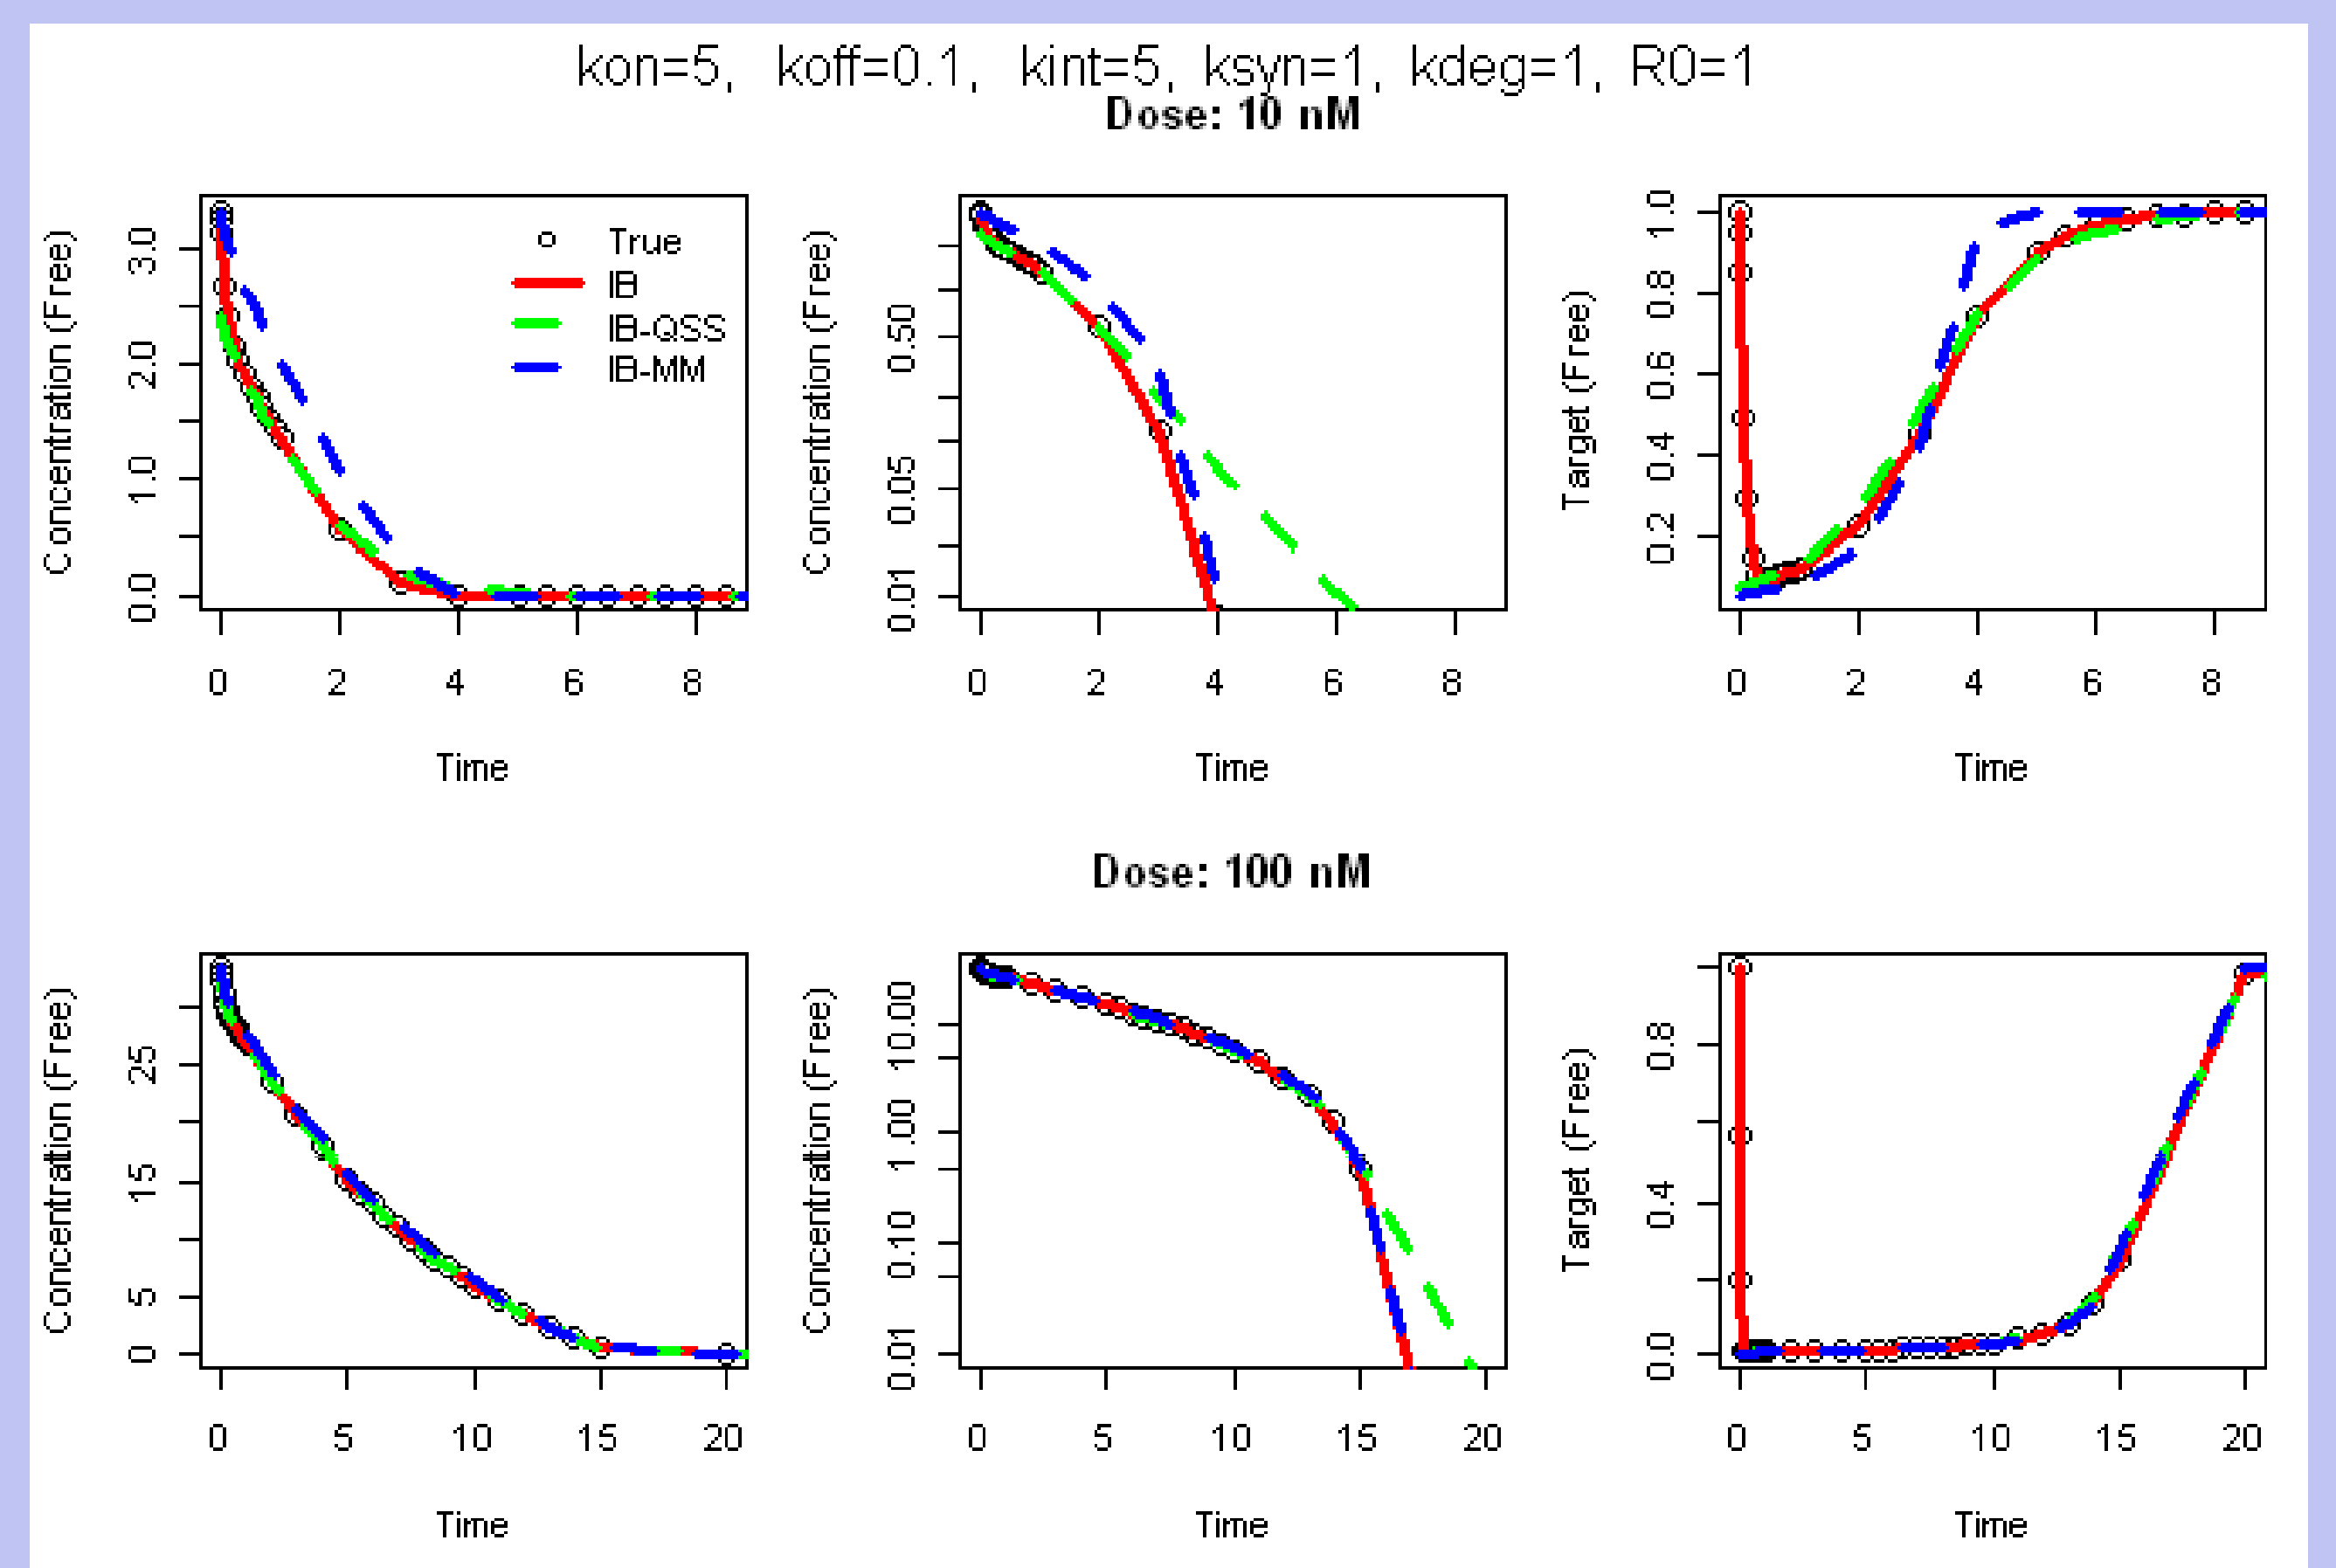 kon=5, koff=0.1, kint=5, ksyn=1, kdeg=1, R0=1
Dose: 10 nM
Concentration (Free)
0.0 1.0 2.0 3.0
True
IB
IB-QSS
IB-MM
0 2 4 6 8
Time
Concentration (Free)
0.01 0.05 0.50
0 2 4 6 8
Time
Target (Free)
0.2 0.4 0.6 0.8 1.0
0 2 4 6 8
Time
Dose: 100 nM
Concentration (Free)
0 5 15 25
0 5 10 15 20
Time
Concentration (Free)
0.01 0.10 1.00 1.00 10.00
0 5 10 15 20
Time
Target (Free)
0.0 0.4 0.8
0 5 10 15 20
Time